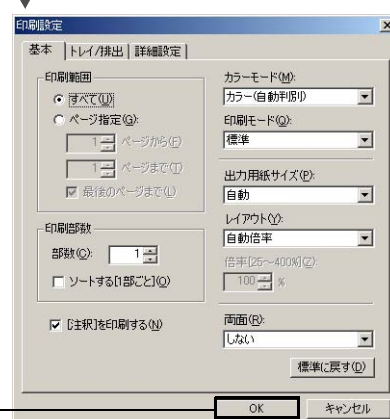 印刷設定
基本 トレイ/排出 詳細設定
印刷範囲
すべて(U)
ページ指定(G):
1 ページから(F)
1 ページまで(T)
最後のページまで(L)
印刷部数
部数(C): 1
ソートする[1部ごと](O)
[注釈]を印刷する(N)
カラーモード(M):
カラー(自動判別)
印刷モード(Q):
標準
出力用紙サイズ(P):
自動
レイアウト(Y):
自動倍率
倍率[25～400%](Z):
100 %
両面(R):
しない
標準に戻す(D)
OK キャンセル